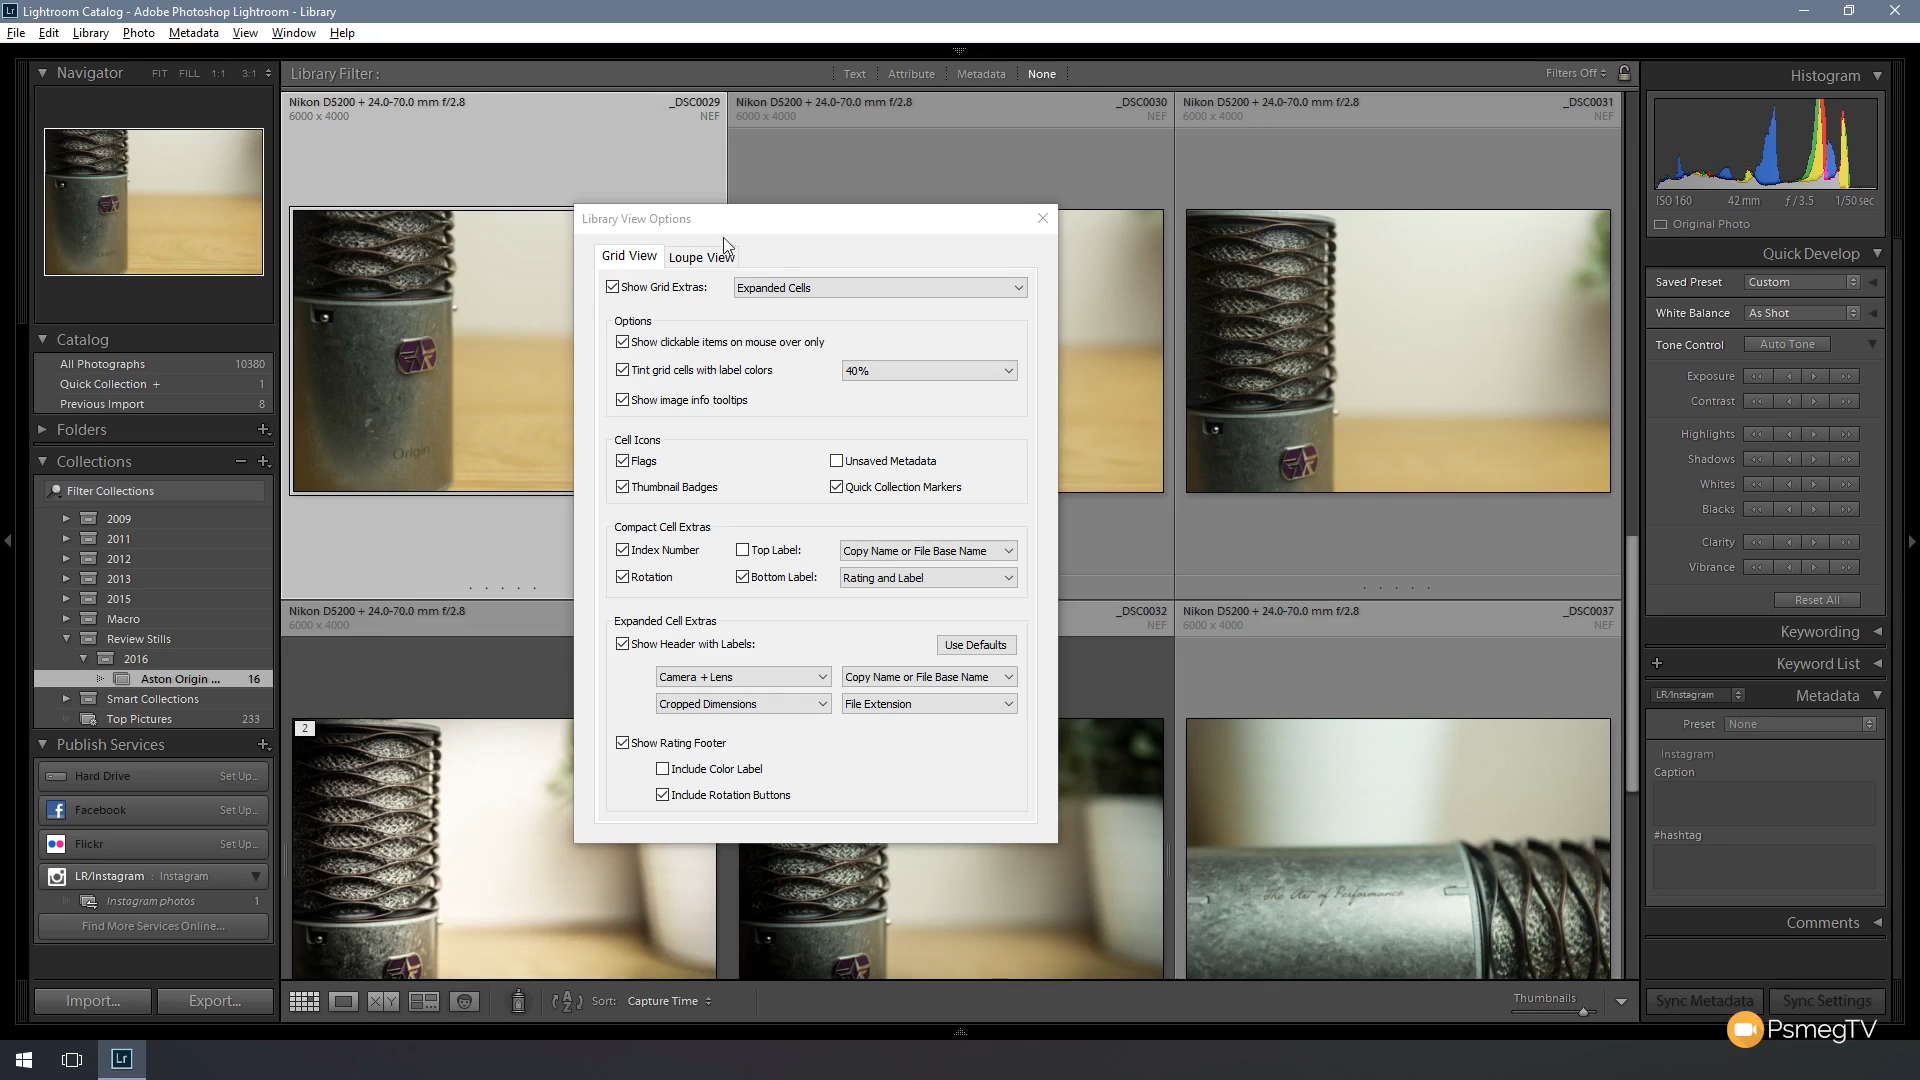 Lightroom Catalog - Adobe Photoshop Lightroom - Library
File Edit Library Photo Metadata View Window Help
Navigator FIT FILL 1:1 3:1
Catalog
All Photographs 10380
Quick Collection + 1
Previous Import 8
Folders
Collections
Filter Collections
2009
2011
2012
2013
2015
Macro
Review Stills
2016
Aston Origin ... 16
Smart Collections
Top Pictures 233
Publish Services
Hard Drive Set Up...
Facebook Set Up...
Flickr Set Up...
LR/Instagram : Instagram
Instagram photos 1
Find More Services Online...
Import... Export...
Library Filter : Text Attribute Metadata None Filters Off
Nikon D5200 + 24.0-70.0 mm f/2.8 _DSC0029
6000 x 4000 NEF
Nikon D5200 + 24.0-70.0 mm f/2.8 _DSC0030
6000 x 4000 NEF
Nikon D5200 + 24.0-70.0 mm f/2.8 _DSC0031
6000 x 4000 NEF
Origin
Library View Options
Grid View Loupe View
Show Grid Extras: Expanded Cells
Options
Show clickable items on mouse over only
Tint grid cells with label colors 40%
Show image info tooltips
Cell Icons
Flags Unsaved Metadata
Thumbnail Badges Quick Collection Markers
Compact Cell Extras
Index Number Top Label: Copy Name or File Base Name
Rotation Bottom Label: Rating and Label
Expanded Cell Extras
Show Header with Labels: Use Defaults
Camera + Lens Copy Name or File Base Name
Cropped Dimensions File Extension
Show Rating Footer
Include Color Label
Include Rotation Buttons
Nikon D5200 + 24.0-70.0 mm f/2.8
6000 x 4000
_DSC0032
NEF
Nikon D5200 + 24.0-70.0 mm f/2.8 _DSC0037
6000 x 4000 NEF
2
The Art of Performance
Sort: Capture Time Thumbnails
Histogram
ISO 160 42mm f / 3.5 1/50 sec
Original Photo
Quick Develop
Saved Preset Custom
White Balance As Shot
Tone Control Auto Tone
Exposure
Contrast
Highlights
Shadows
Whites
Blacks
Clarity
Vibrance
Reset All
Keywording
Keyword List
LR/Instagram Metadata
Preset None
Instagram
Caption
#hashtag
Comments
Sync Metadata Sync Settings
PsmegTV
Lr